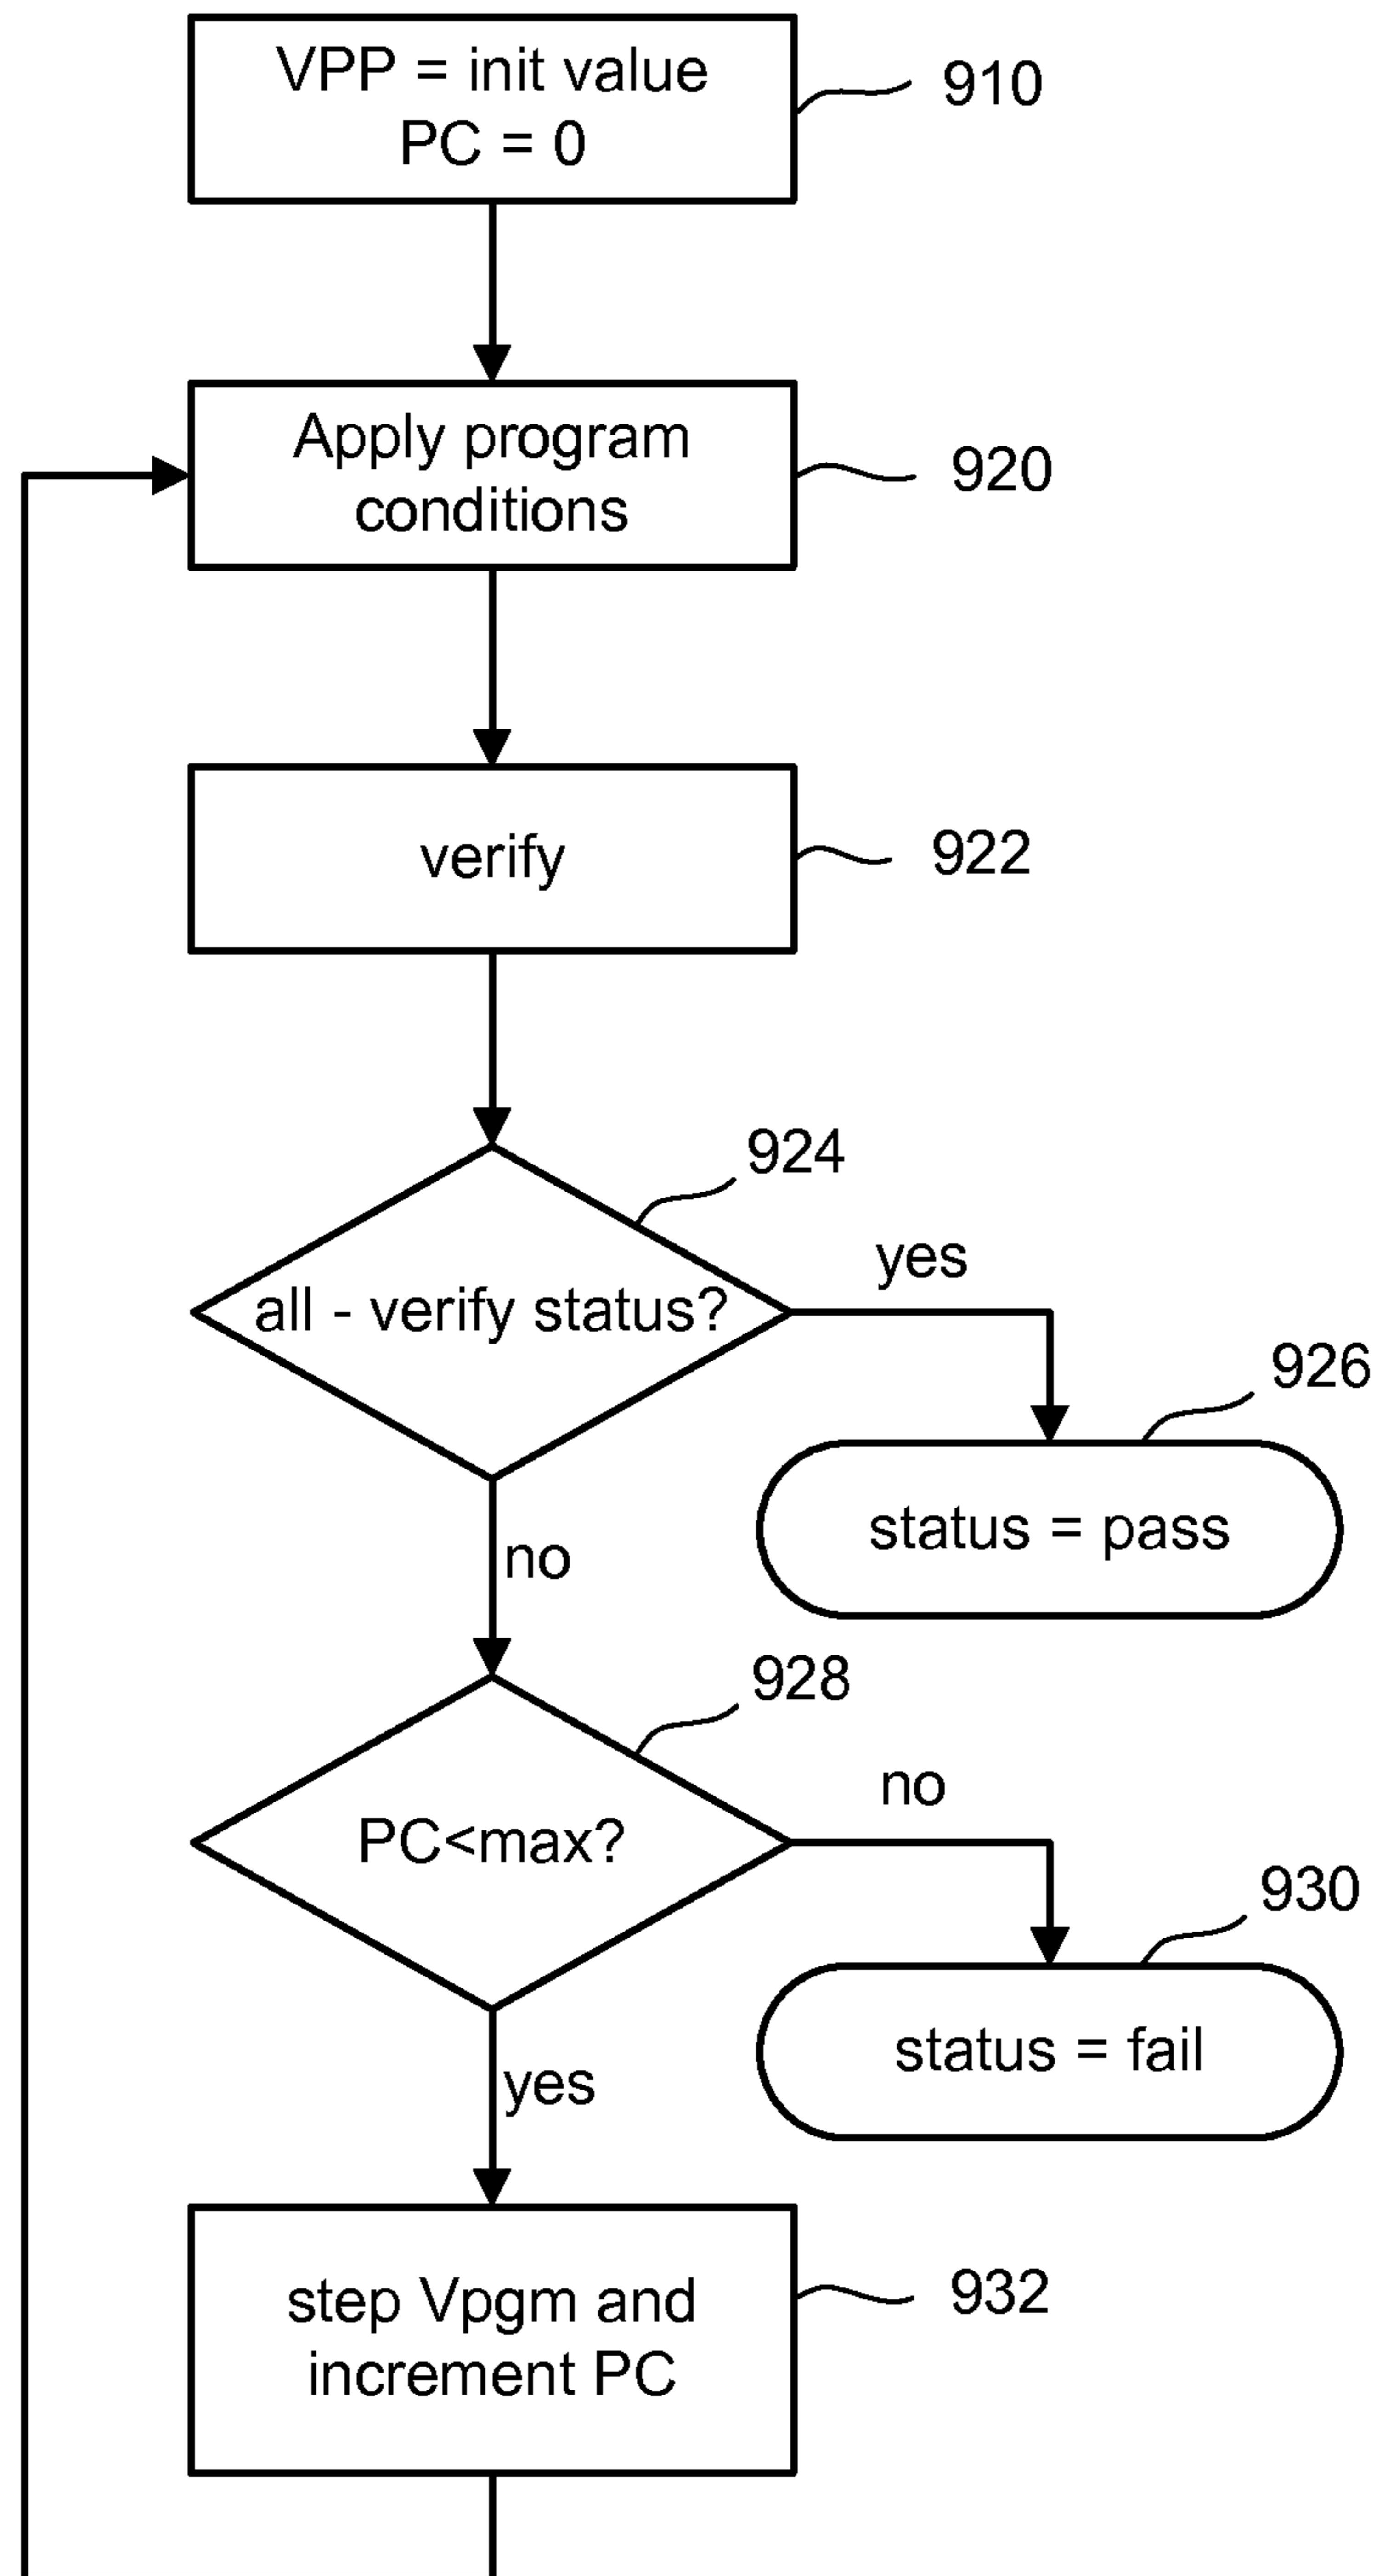 VPP = init value
PC = 0
910
Apply program
conditions
920
verify
922
924
all - verify status?
yes
926
status = pass
no
928
PC<max?
no
930
status = fail
yes
step Vpgm and
increment PC
932